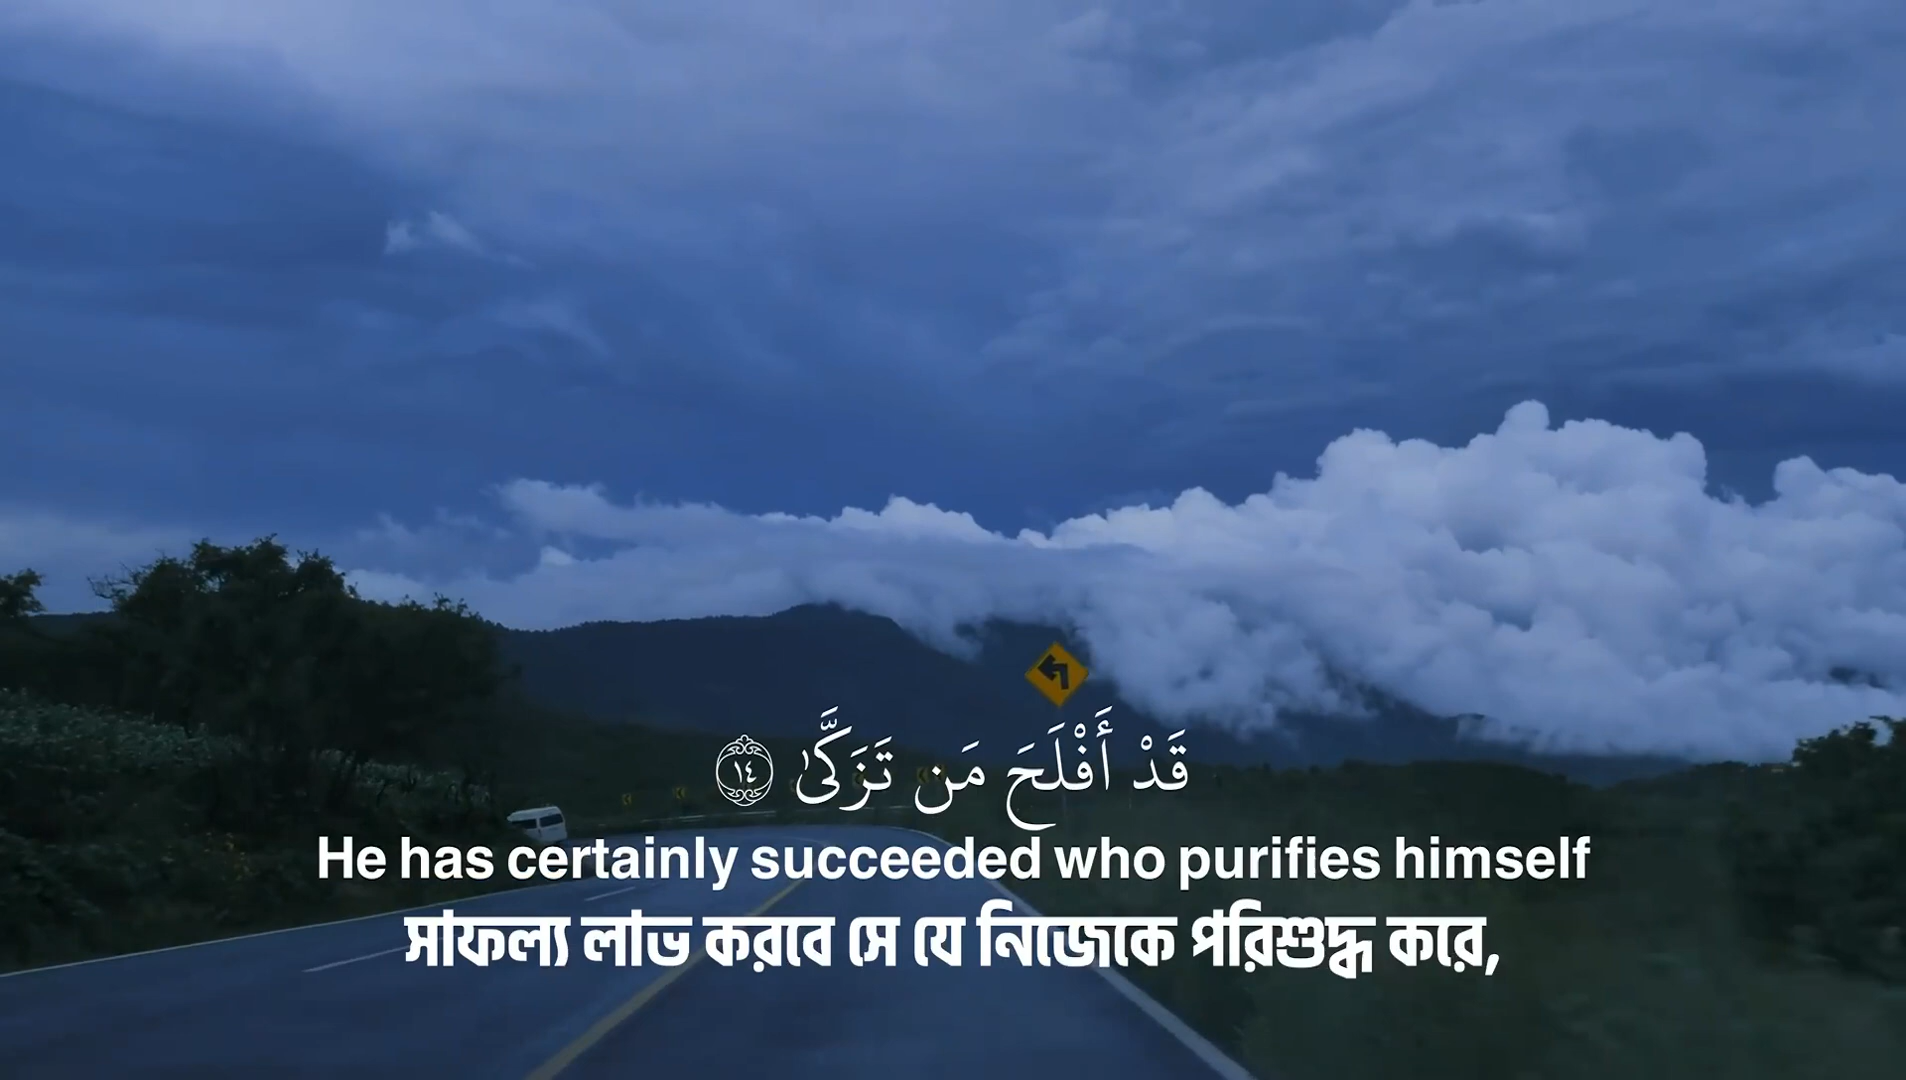 قَدْ أَفْلَحَ مَن تَزَكَّىٰ ١٤
He has certainly succeeded who purifies himself
সাফল্য লাভ করবে সে যে নিজেকে পরিশুদ্ধ করে,